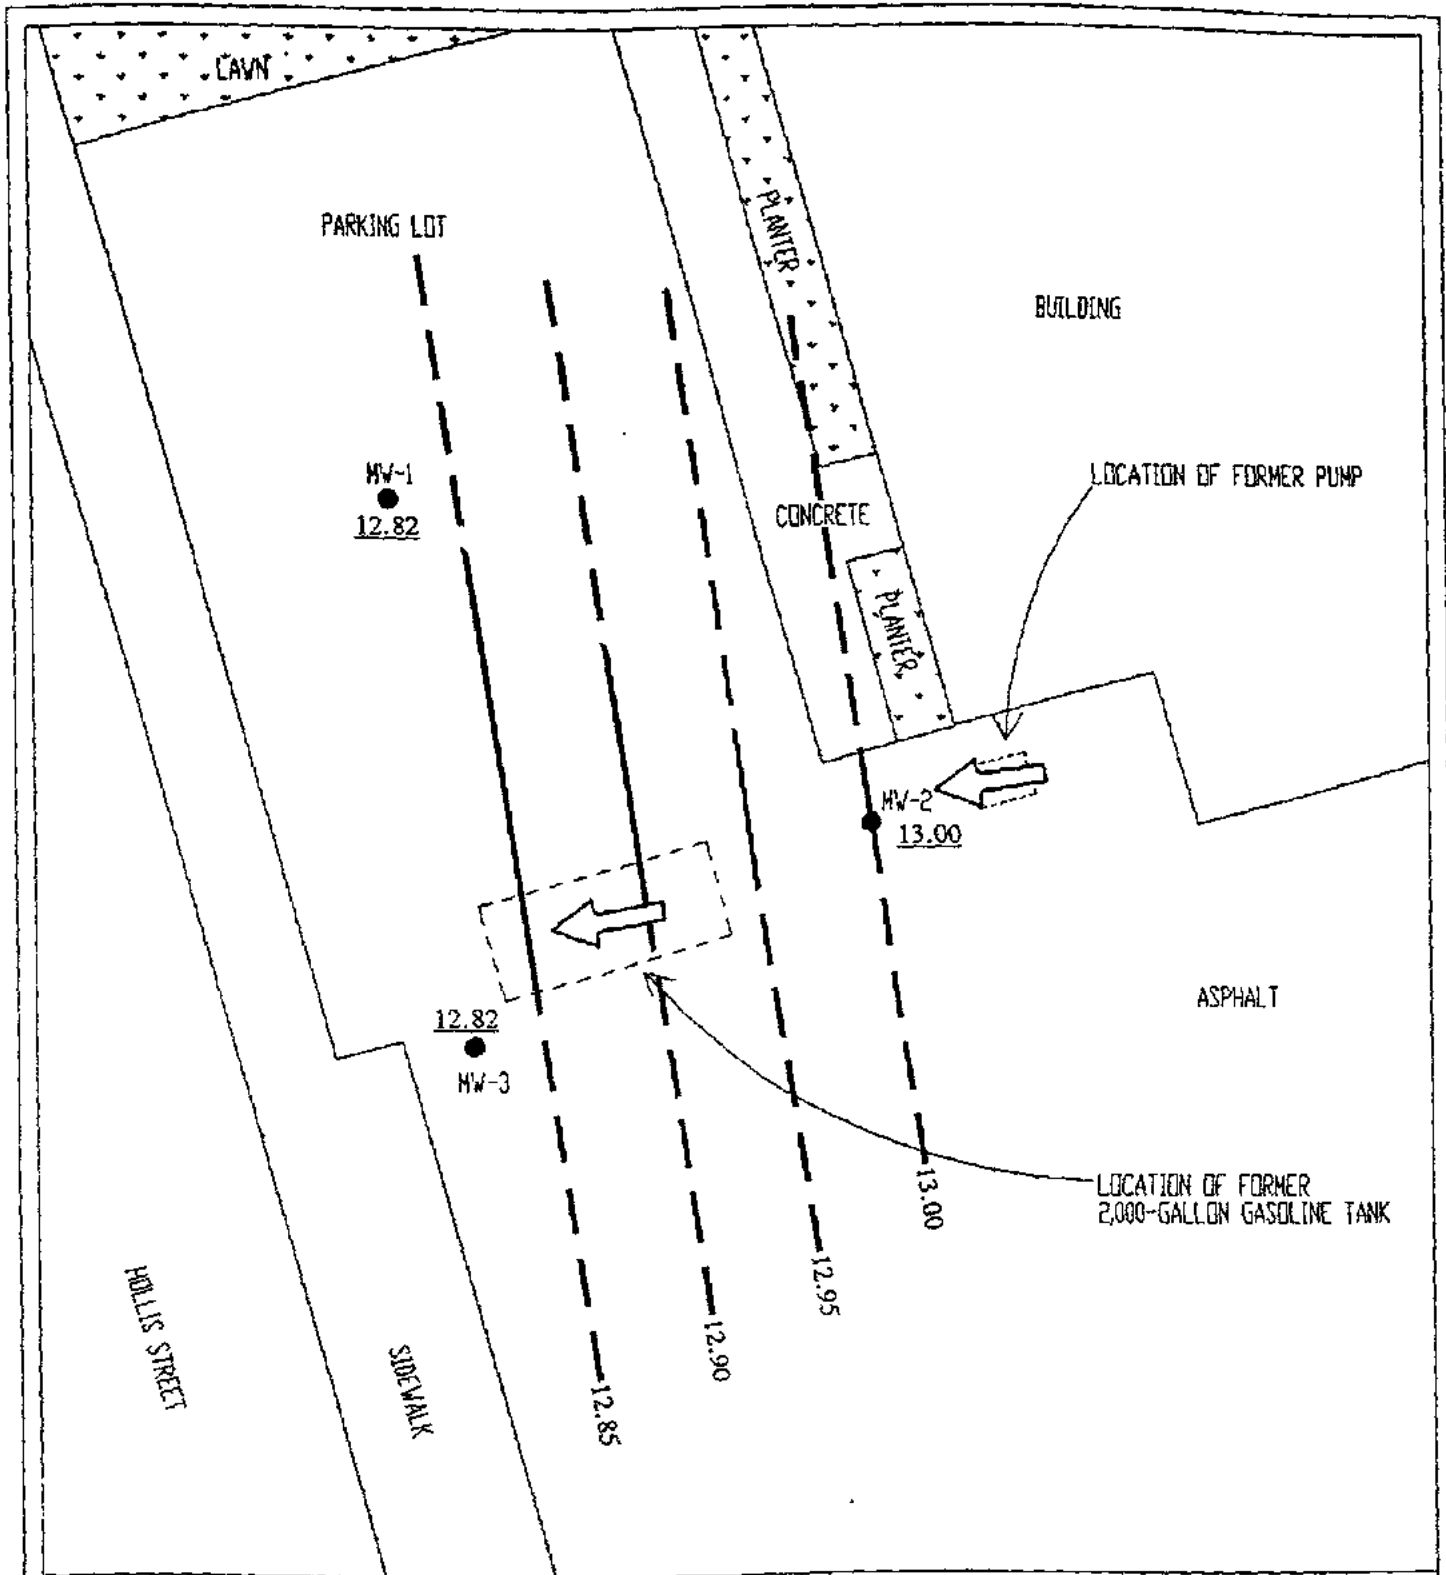 LAWN
PARKING LOT
PLANTER
BUILDING
MW-1
12.82
LOCATION OF FORMER PUMP
CONCRETE
PLANTER
MW-2
13.00
12.82
MW-3
ASPHALT
13.00
LOCATION OF FORMER
2,000-GALLON GASOLINE TANK
12.95
12.90
12.85
HOLLIS STREET
SIDEWALK